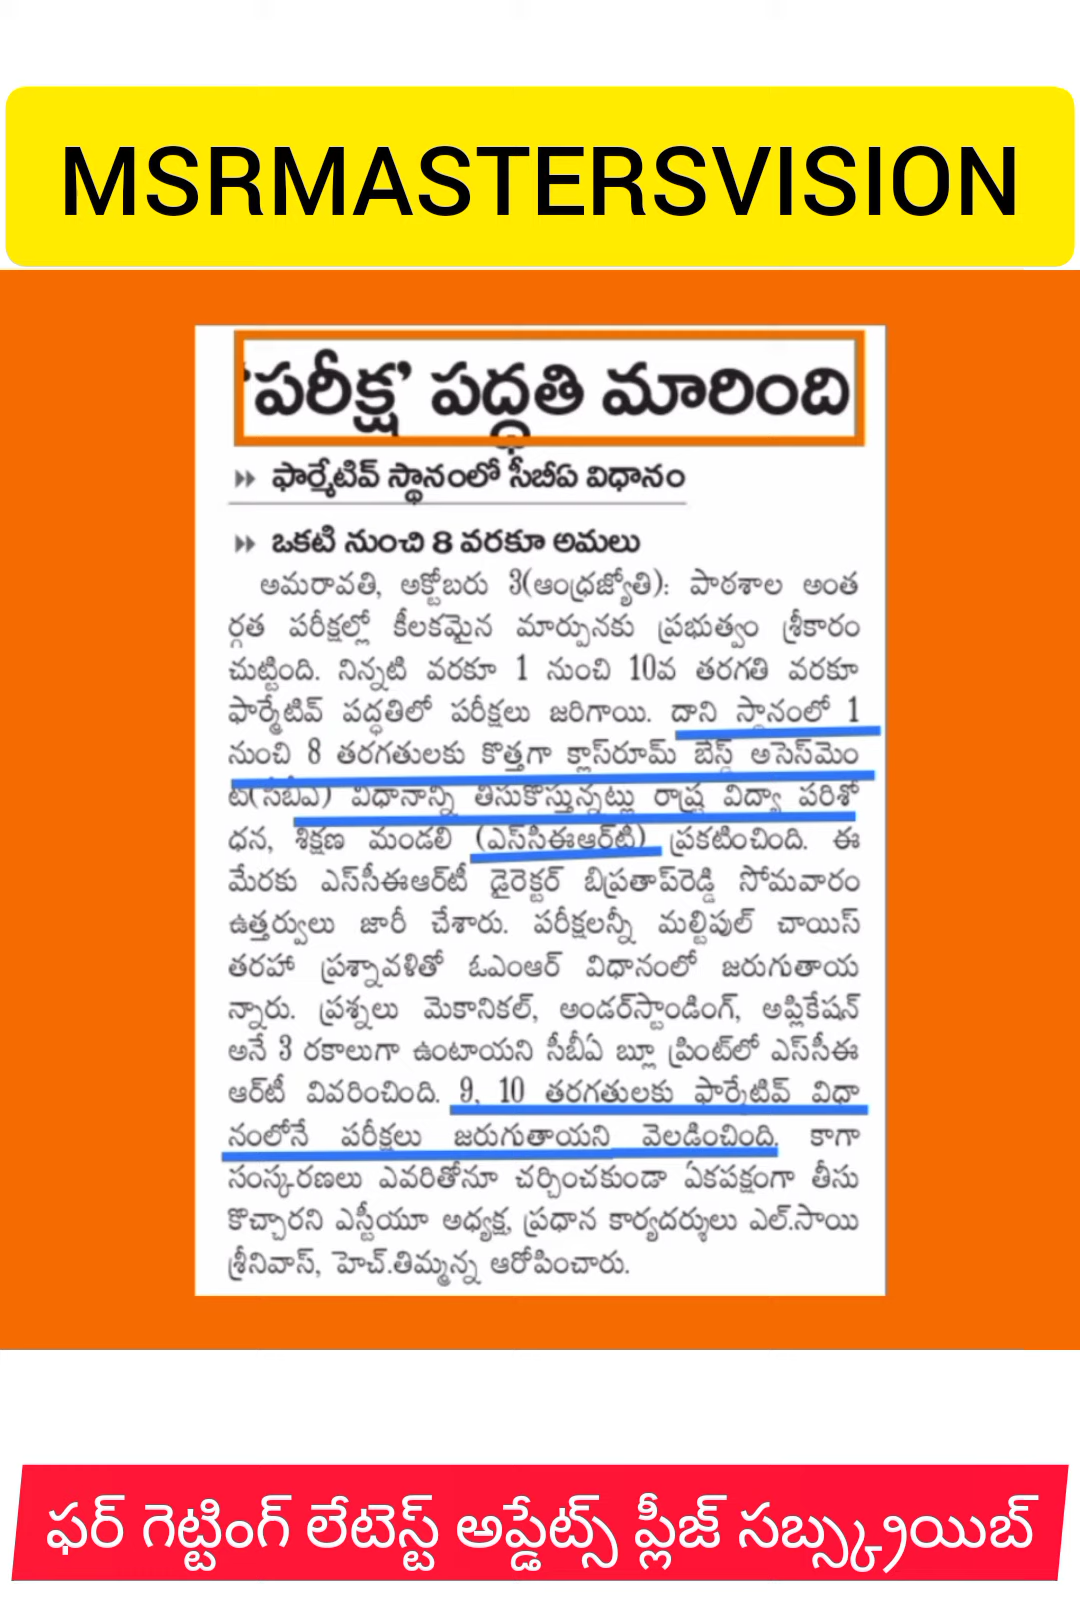 MSRMASTERSVISION
'పరీక్ష' పద్ధతి మారింది
ఫార్మేటివ్ స్థానంలో సీబీఏ విధానం
ఒకటి నుంచి 8 వరకూ అమలు
అమరావతి, అక్టోబరు 3(ఆంధ్రజ్యోతి): పాఠశాల అంత
ర్గత పరీక్షల్లో కీలకమైన మార్పునకు ప్రభుత్వం శ్రీకారం
చుట్టింది. నిన్నటి వరకూ 1 నుంచి 10వ తరగతి వరకూ
ఫార్మేటివ్ పద్ధతిలో పరీక్షలు జరిగాయి. దాని స్థానంలో 1
నుంచి 8 తరగతులకు కొత్తగా క్లాస్‌రూమ్ బేస్డ్ అసెస్‌మెం
ట్(సీబీఏ) విధానాన్ని తీసుకొస్తున్నట్లు రాష్ట్ర విద్యా పరిశో
ధన, శిక్షణ మండలి (ఎస్‌సీఈఆర్‌టీ) ప్రకటించింది. ఈ
మేరకు ఎస్‌సీఈఆర్‌టీ డైరెక్టర్ బి.ప్రతాప్‌రెడ్డి సోమవారం
ఉత్తర్వులు జారీ చేశారు. పరీక్షలన్నీ మల్టిపుల్ చాయిస్
తరహా ప్రశ్నావళితో ఓఎంఆర్ విధానంలో జరుగుతాయ
న్నారు. ప్రశ్నలు మెకానికల్, అండర్‌స్టాండింగ్, అప్లికేషన్
అనే 3 రకాలుగా ఉంటాయని సీబీఏ బ్లూ ప్రింట్‌లో ఎస్‌సీఈ
ఆర్‌టీ వివరించింది. 9, 10 తరగతులకు ఫార్మేటివ్ విధా
నంలోనే పరీక్షలు జరుగుతాయని వెలడించింది. కాగా
సంస్కరణలు ఎవరితోనూ చర్చించకుండా ఏకపక్షంగా తీసు
కొచ్చారని ఎస్టీయూ అధ్యక్ష, ప్రధాన కార్యదర్శులు ఎల్.సాయి
శ్రీనివాస్, హెచ్.తిమ్మన్న ఆరోపించారు.
ఫర్ గెట్టింగ్ లేటెస్ట్ అప్డేట్స్ ప్లీజ్ సబ్స్క్రయిబ్